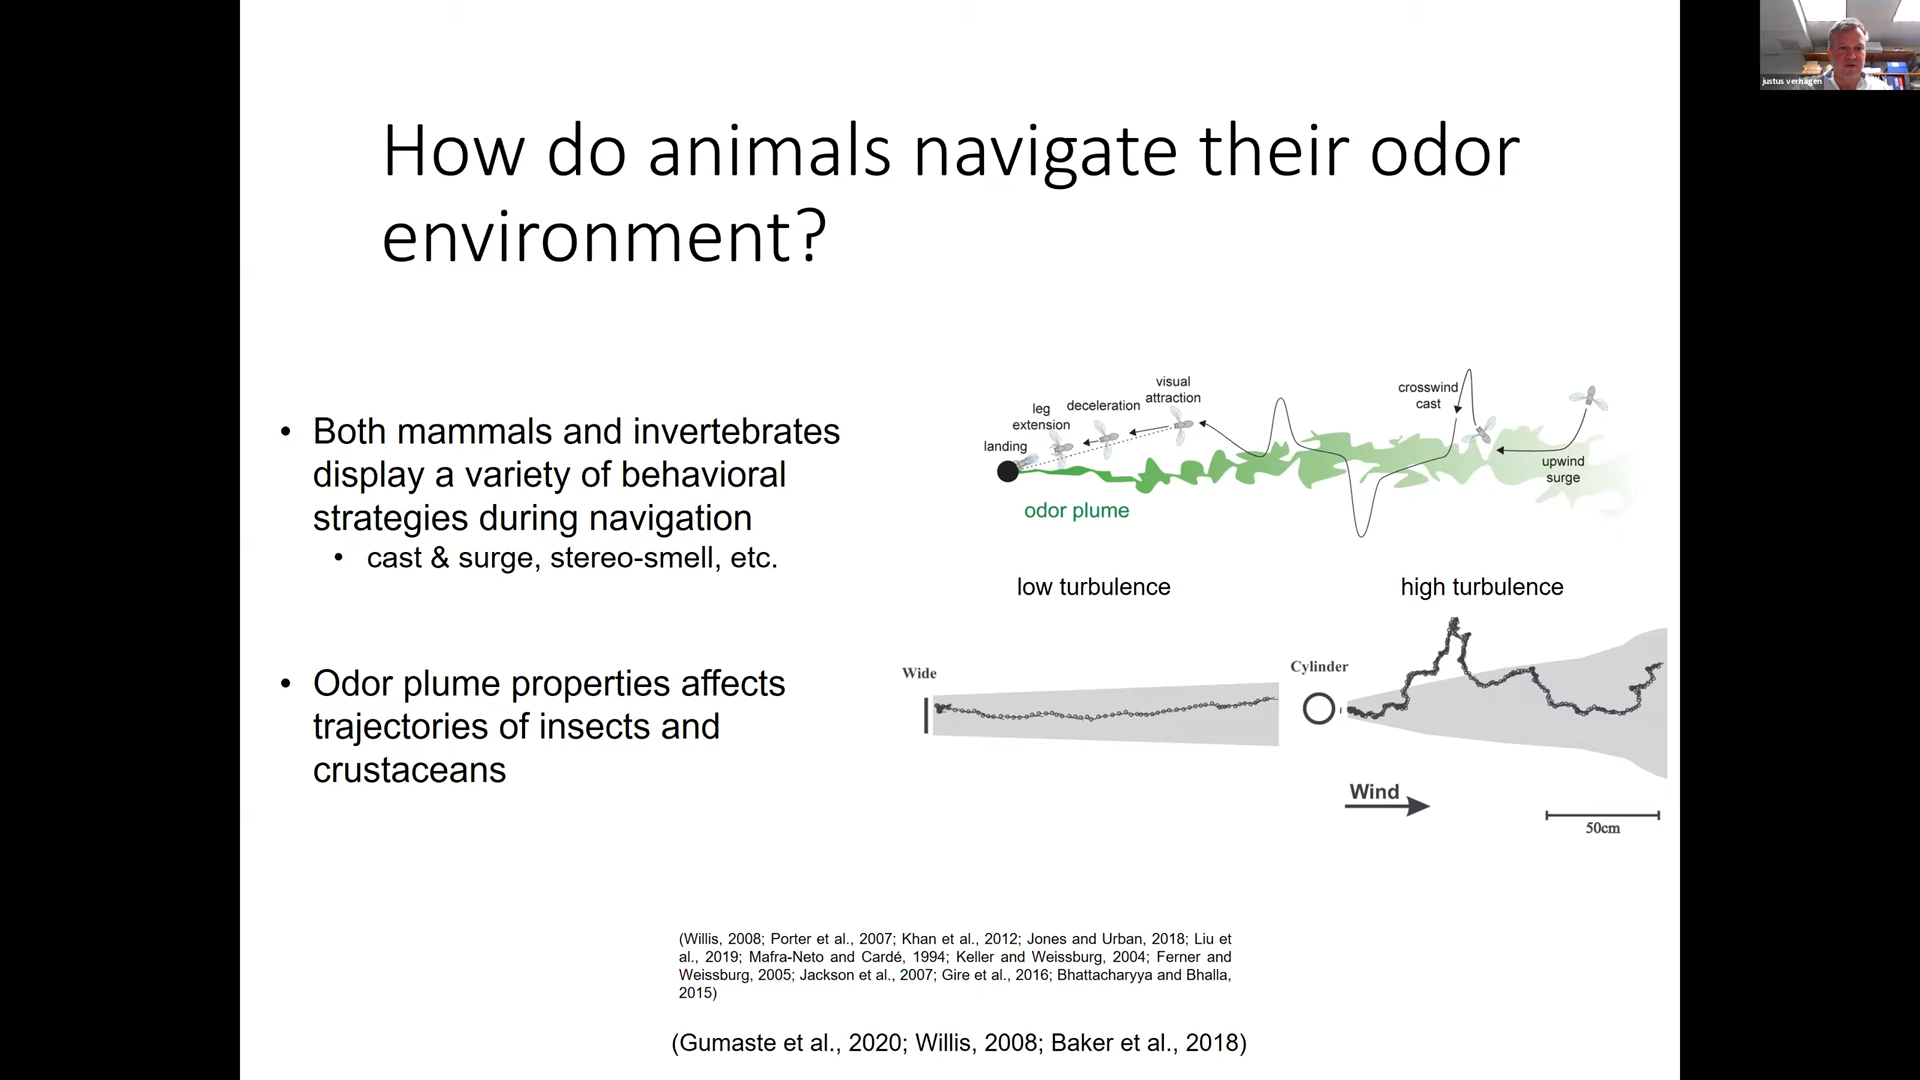 justus verhagen
How do animals navigate their odor
environment?
• Both mammals and invertebrates
display a variety of behavioral
strategies during navigation
• cast & surge, stereo-smell, etc.
• Odor plume properties affects
trajectories of insects and
crustaceans
landing
leg
extension
deceleration
visual
attraction
crosswind
cast
upwind
surge
odor plume
low turbulence
high turbulence
Wide
Cylinder
Wind
50cm
(Willis, 2008; Porter et al., 2007; Khan et al., 2012; Jones and Urban, 2018; Liu et
al., 2019; Mafra-Neto and Cardé, 1994; Keller and Weissburg, 2004; Ferner and
Weissburg, 2005; Jackson et al., 2007; Gire et al., 2016; Bhattacharyya and Bhalla,
2015)
(Gumaste et al., 2020; Willis, 2008; Baker et al., 2018)